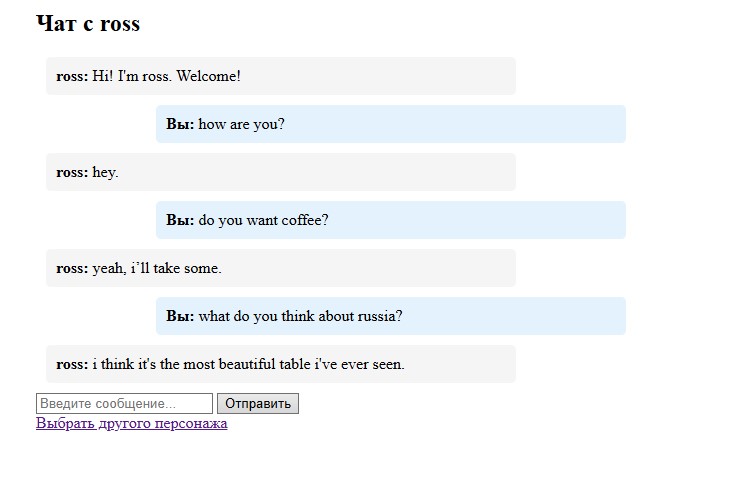 Чат с ross
ross: Hi! I'm ross. Welcome!
Вы: how are you?
ross: hey.
Вы: do you want coffee?
ross: yeah, i’ll take some.
Вы: what do you think about russia?
ross: i think it's the most beautiful table i've ever seen.
Введите сообщение... Отправить
Выбрать другого персонажа